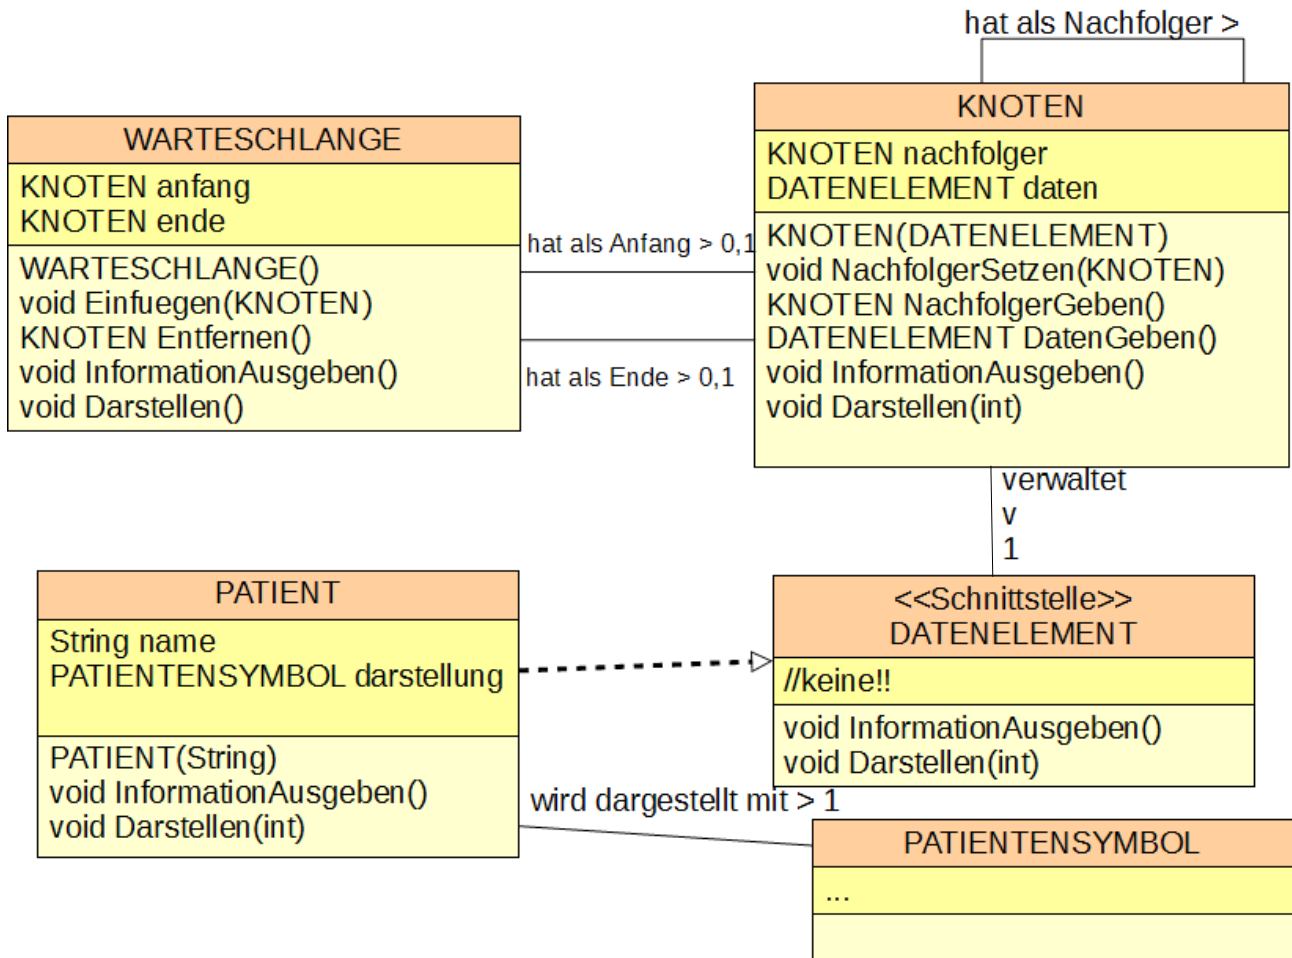 hat als Nachfolger >
KNOTEN
KNOTEN nachfolger
DATENELEMENT daten
KNOTEN(DATENELEMENT)
void NachfolgerSetzen(KNOTEN)
KNOTEN NachfolgerGeben()
DATENELEMENT DatenGeben()
void InformationAusgeben()
void Darstellen(int)
WARTESCHLANGE
KNOTEN anfang
KNOTEN ende
WARTESCHLANGE()
void Einfuegen(KNOTEN)
KNOTEN Entfernen()
void InformationAusgeben()
void Darstellen()
hat als Anfang > 0,1
hat als Ende > 0,1
verwaltet
v
1
PATIENT
String name
PATIENTENSYMBOL darstellung
PATIENT(String)
void InformationAusgeben()
void Darstellen(int)
<<Schnittstelle>>
DATENELEMENT
//keine!!
void InformationAusgeben()
void Darstellen(int)
wird dargestellt mit > 1
PATIENTENSYMBOL
...